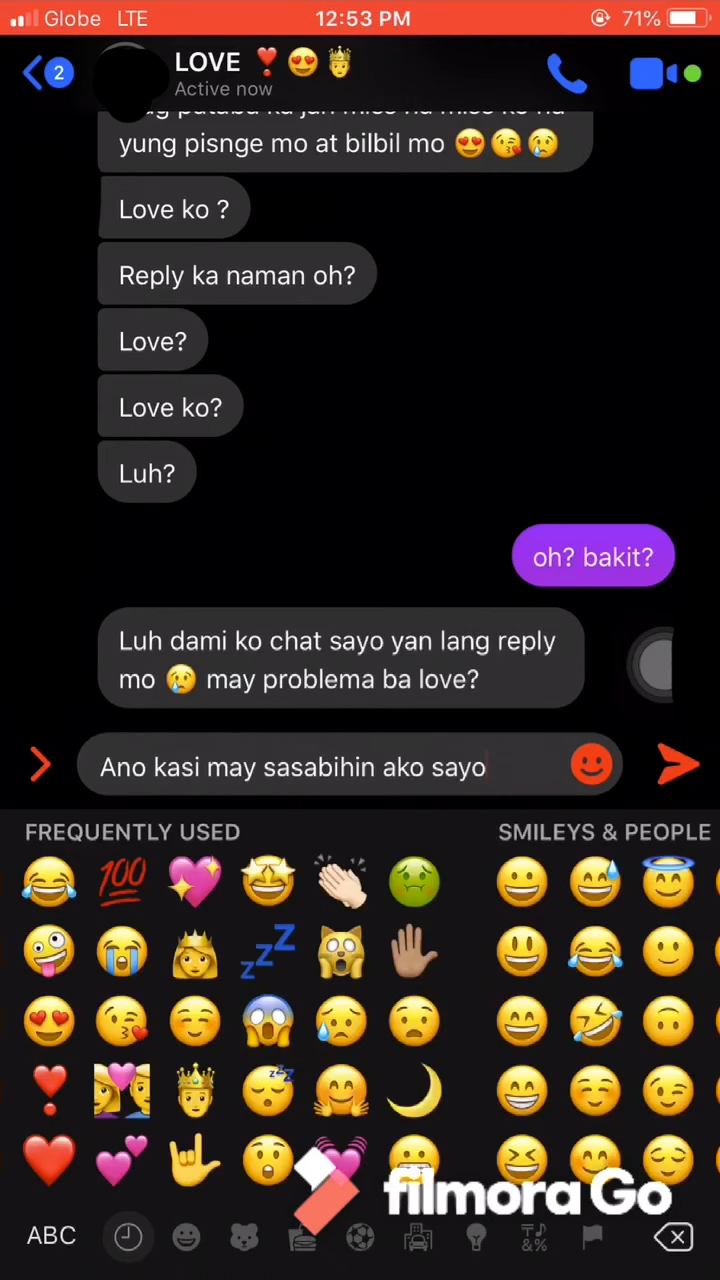 Globe LTE 12:53 PM 71%
2
LOVE ❣️😍🤴
Active now
yung pisnge mo at bilbil mo 😍😘😢
Love ko ?
Reply ka naman oh?
Love?
Love ko?
Luh?
oh? bakit?
Luh dami ko chat sayo yan lang reply
mo 😢 may problema ba love?
Ano kasi may sasabihin ako sayo
FREQUENTLY USED SMILEYS & PEOPLE
filmora Go
ABC